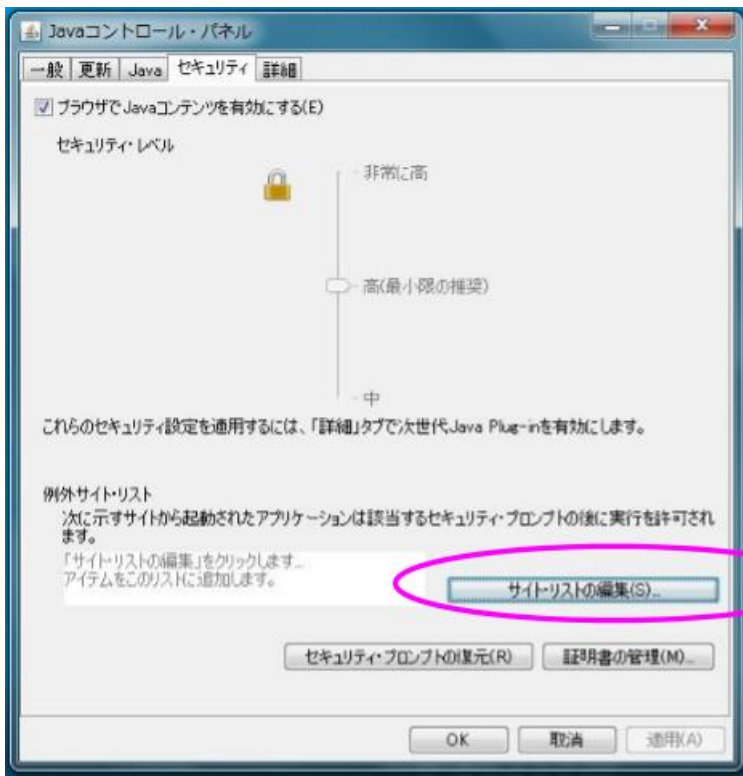 Javaコントロール・パネル
一般 更新 Java セキュリティ 詳細
ブラウザでJavaコンテンツを有効にする(E)
セキュリティ・レベル
非常に高
高(最小限の推奨)
中
これらのセキュリティ設定を適用するには、「詳細」タブで次世代Java Plug-inを有効にします。
例外サイト・リスト
次に示すサイトから起動されたアプリケーションは該当するセキュリティ・プロンプトの後に実行を許可され
ます。
「サイト・リストの編集」をクリックします...
アイテムをこのリストに追加します。
サイト・リストの編集(S)...
セキュリティ・プロンプトの復元(R) 証明書の管理(M)...
OK 取消 適用(A)